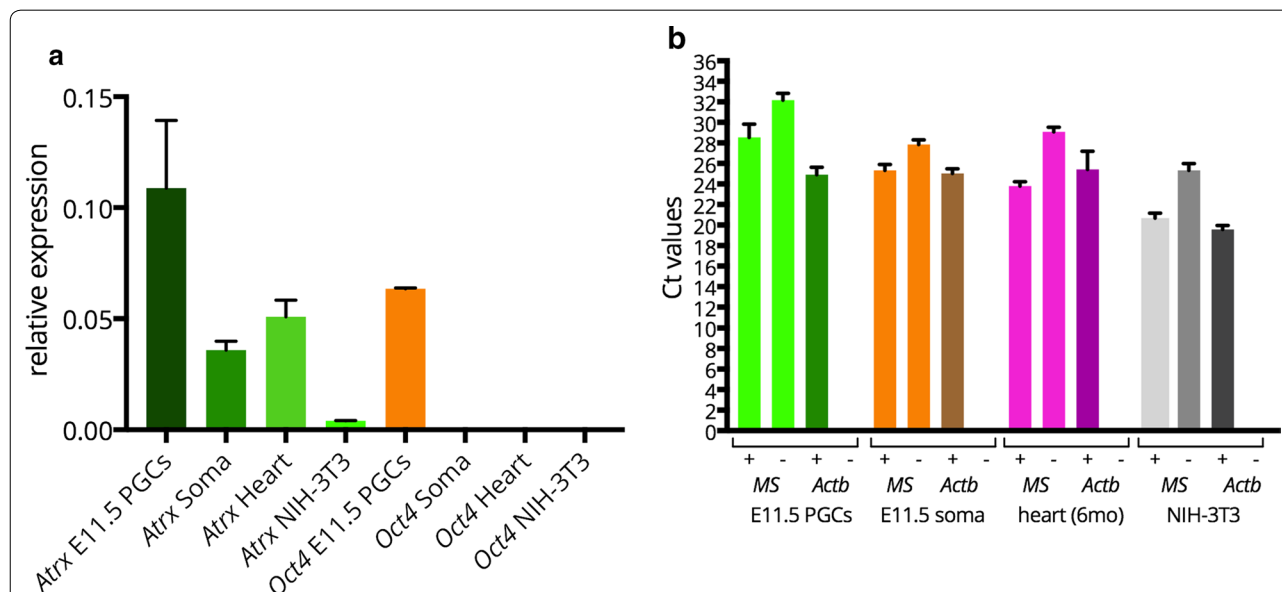 a
relative expression
0.15
0.10
0.05
0.00
Atrx E11.5 PGCs
Atrx Soma
Atrx Heart
Atrx NIH-3T3
Oct4 E11.5 PGCs
Oct4 Soma
Oct4 Heart
Oct4 NIH-3T3
b
Ct values
36
34
32
30
28
26
24
22
20
18
16
14
12
10
8
6
4
2
0
+ - + - + - + - + - + - + - + -
MS Actb MS Actb MS Actb MS Actb
E11.5 PGCs E11.5 soma heart (6mo) NIH-3T3